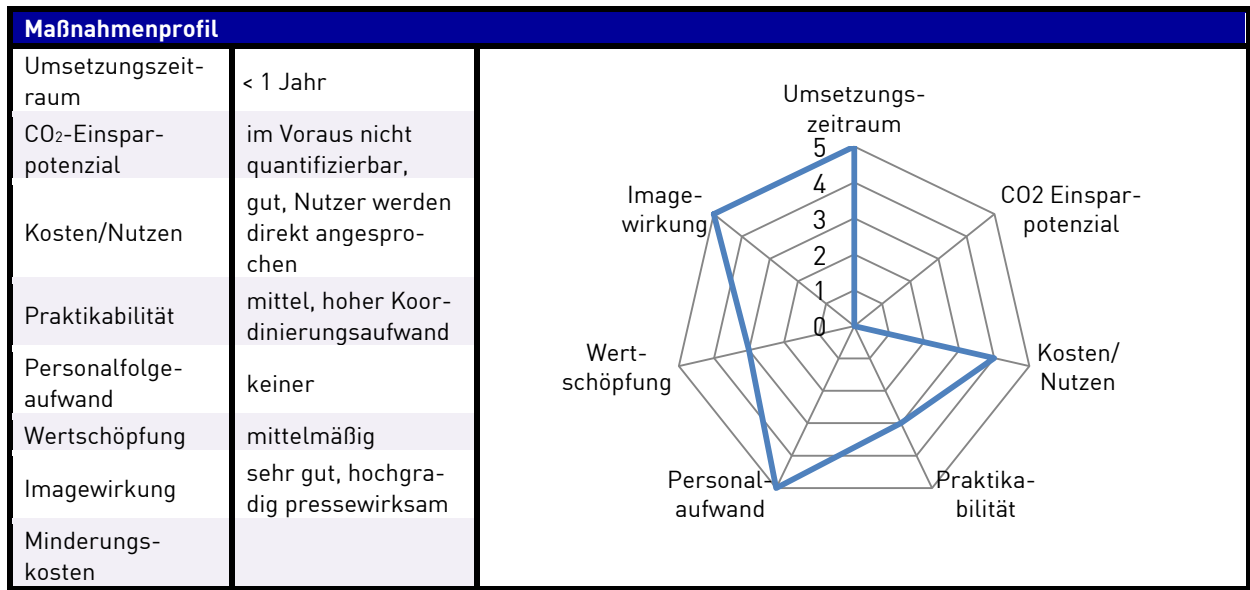 Maßnahmenprofil
Umsetzungszeit-
raum
< 1 Jahr
CO2-Einspar-
potenzial
im Voraus nicht
quantifizierbar,
Kosten/Nutzen
gut, Nutzer werden
direkt angespro-
chen
Praktikabilität
mittel, hoher Koor-
dinierungsaufwand
Personalfolge-
aufwand
keiner
Wertschöpfung
mittelmäßig
Imagewirkung
sehr gut, hochgra-
dig pressewirksam
Minderungs-
kosten
Umsetzungs-
zeitraum
5
4
3
2
1
0
CO2 Einspar-
potenzial
Kosten/
Nutzen
Praktika-
bilität
Personal-
aufwand
Wert-
schöpfung
Image-
wirkung